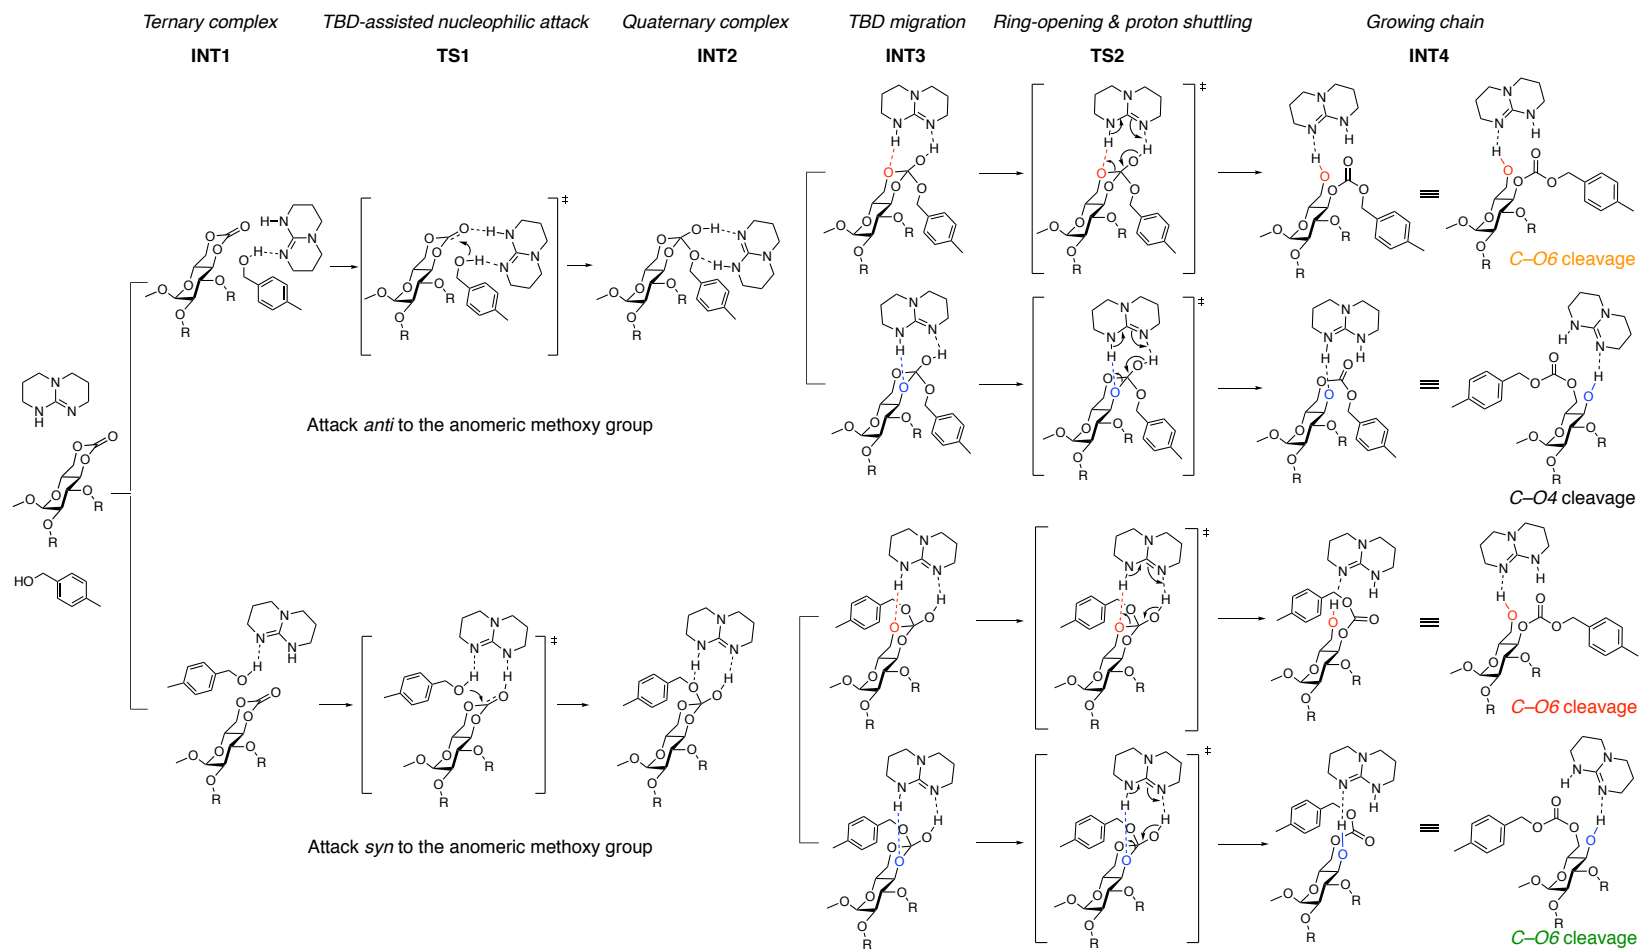 Ternary complex
TBD-assisted nucleophilic attack
Quaternary complex
TBD migration
Ring-opening & proton shuttling
Growing chain
INT1
TS1
INT2
INT3
TS2
INT4
C–O6 cleavage
Attack anti to the anomeric methoxy group
C–O4 cleavage
C–O6 cleavage
Attack syn to the anomeric methoxy group
C–O6 cleavage